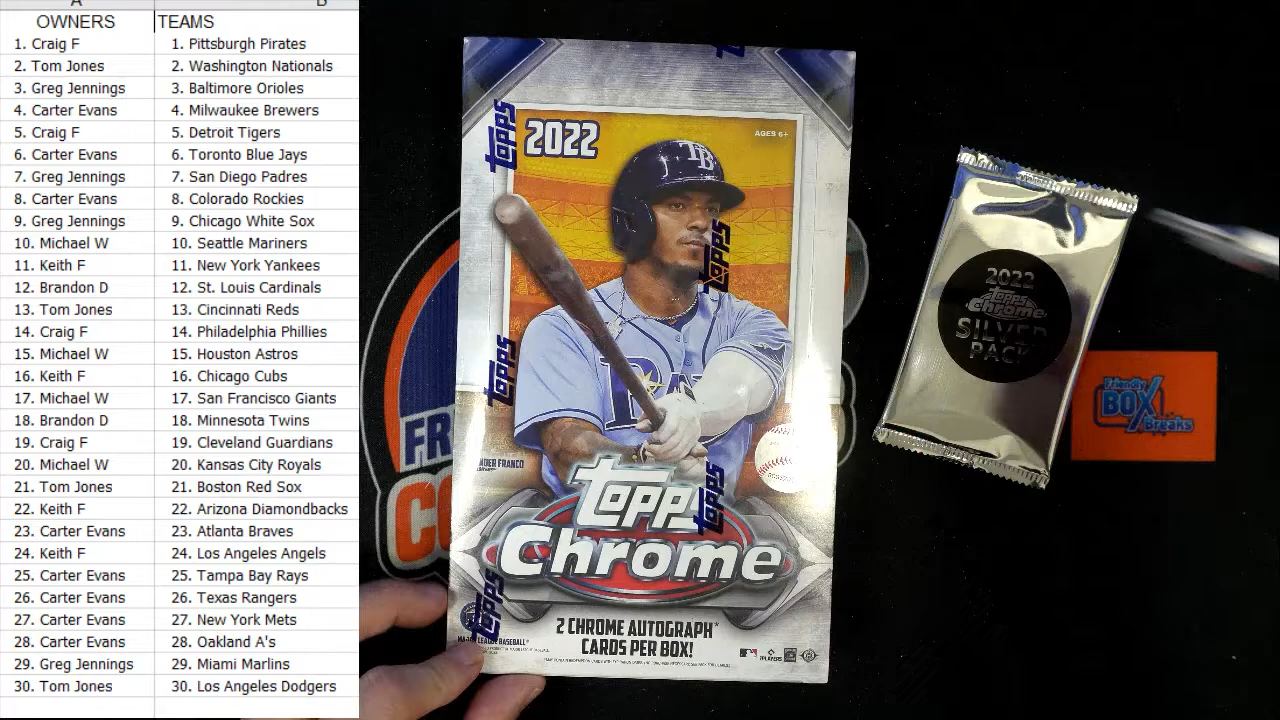 A B
OWNERS TEAMS
1. Craig F 1. Pittsburgh Pirates
2. Tom Jones 2. Washington Nationals
3. Greg Jennings 3. Baltimore Orioles
4. Carter Evans 4. Milwaukee Brewers
5. Craig F 5. Detroit Tigers
6. Carter Evans 6. Toronto Blue Jays
7. Greg Jennings 7. San Diego Padres
8. Carter Evans 8. Colorado Rockies
9. Greg Jennings 9. Chicago White Sox
10. Michael W 10. Seattle Mariners
11. Keith F 11. New York Yankees
12. Brandon D 12. St. Louis Cardinals
13. Tom Jones 13. Cincinnati Reds
14. Craig F 14. Philadelphia Phillies
15. Michael W 15. Houston Astros
16. Keith F 16. Chicago Cubs
17. Michael W 17. San Francisco Giants
18. Brandon D 18. Minnesota Twins
19. Craig F 19. Cleveland Guardians
20. Michael W 20. Kansas City Royals
21. Tom Jones 21. Boston Red Sox
22. Keith F 22. Arizona Diamondbacks
23. Carter Evans 23. Atlanta Braves
24. Keith F 24. Los Angeles Angels
25. Carter Evans 25. Tampa Bay Rays
26. Carter Evans 26. Texas Rangers
27. Carter Evans 27. New York Mets
28. Carter Evans 28. Oakland A's
29. Greg Jennings 29. Miami Marlins
30. Tom Jones 30. Los Angeles Dodgers
2022
AGES 6+
TB
topps
topps
topps
topps
topps
topps
FRANCO
topps
Chrome
2 CHROME AUTOGRAPH*
CARDS PER BOX!
LEAGUE BASEBALL
2022
topps
Chrome
SILVER
PACK
Friendly
BOX
Breaks
FR
CO